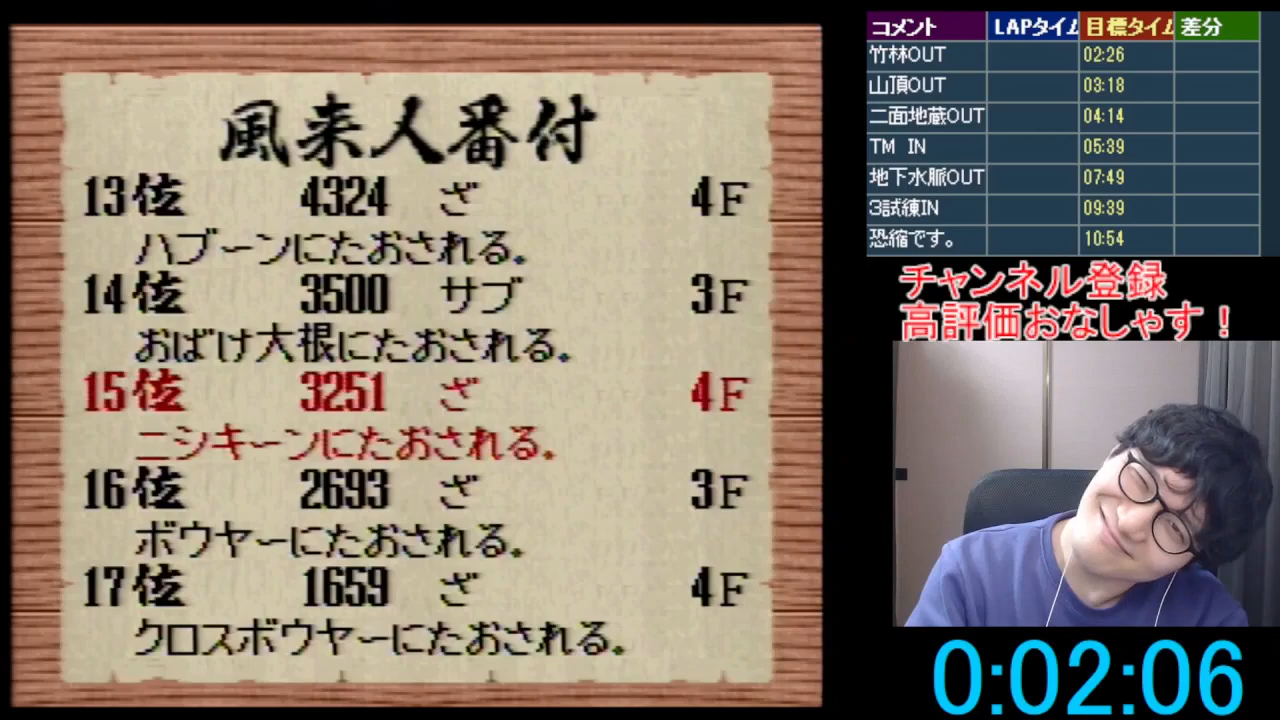 風来人番付
13位 4324 ざ 4F
ハブーンにたおされる。
14位 3500 サブ 3F
おばけ大根にたおされる。
15位 3251 ざ 4F
ニシキーンにたおされる。
16位 2693 ざ 3F
ボウヤーにたおされる。
17位 1659 ざ 4F
クロスボウヤーにたおされる。
コメント LAPタイム 目標タイム 差分
竹林OUT 02:26
山頂OUT 03:18
二面地蔵OUT 04:14
TM IN 05:39
地下水脈OUT 07:49
3試練IN 09:39
恐縮です。 10:54
チャンネル登録
高評価おなしゃす！
0:02:06